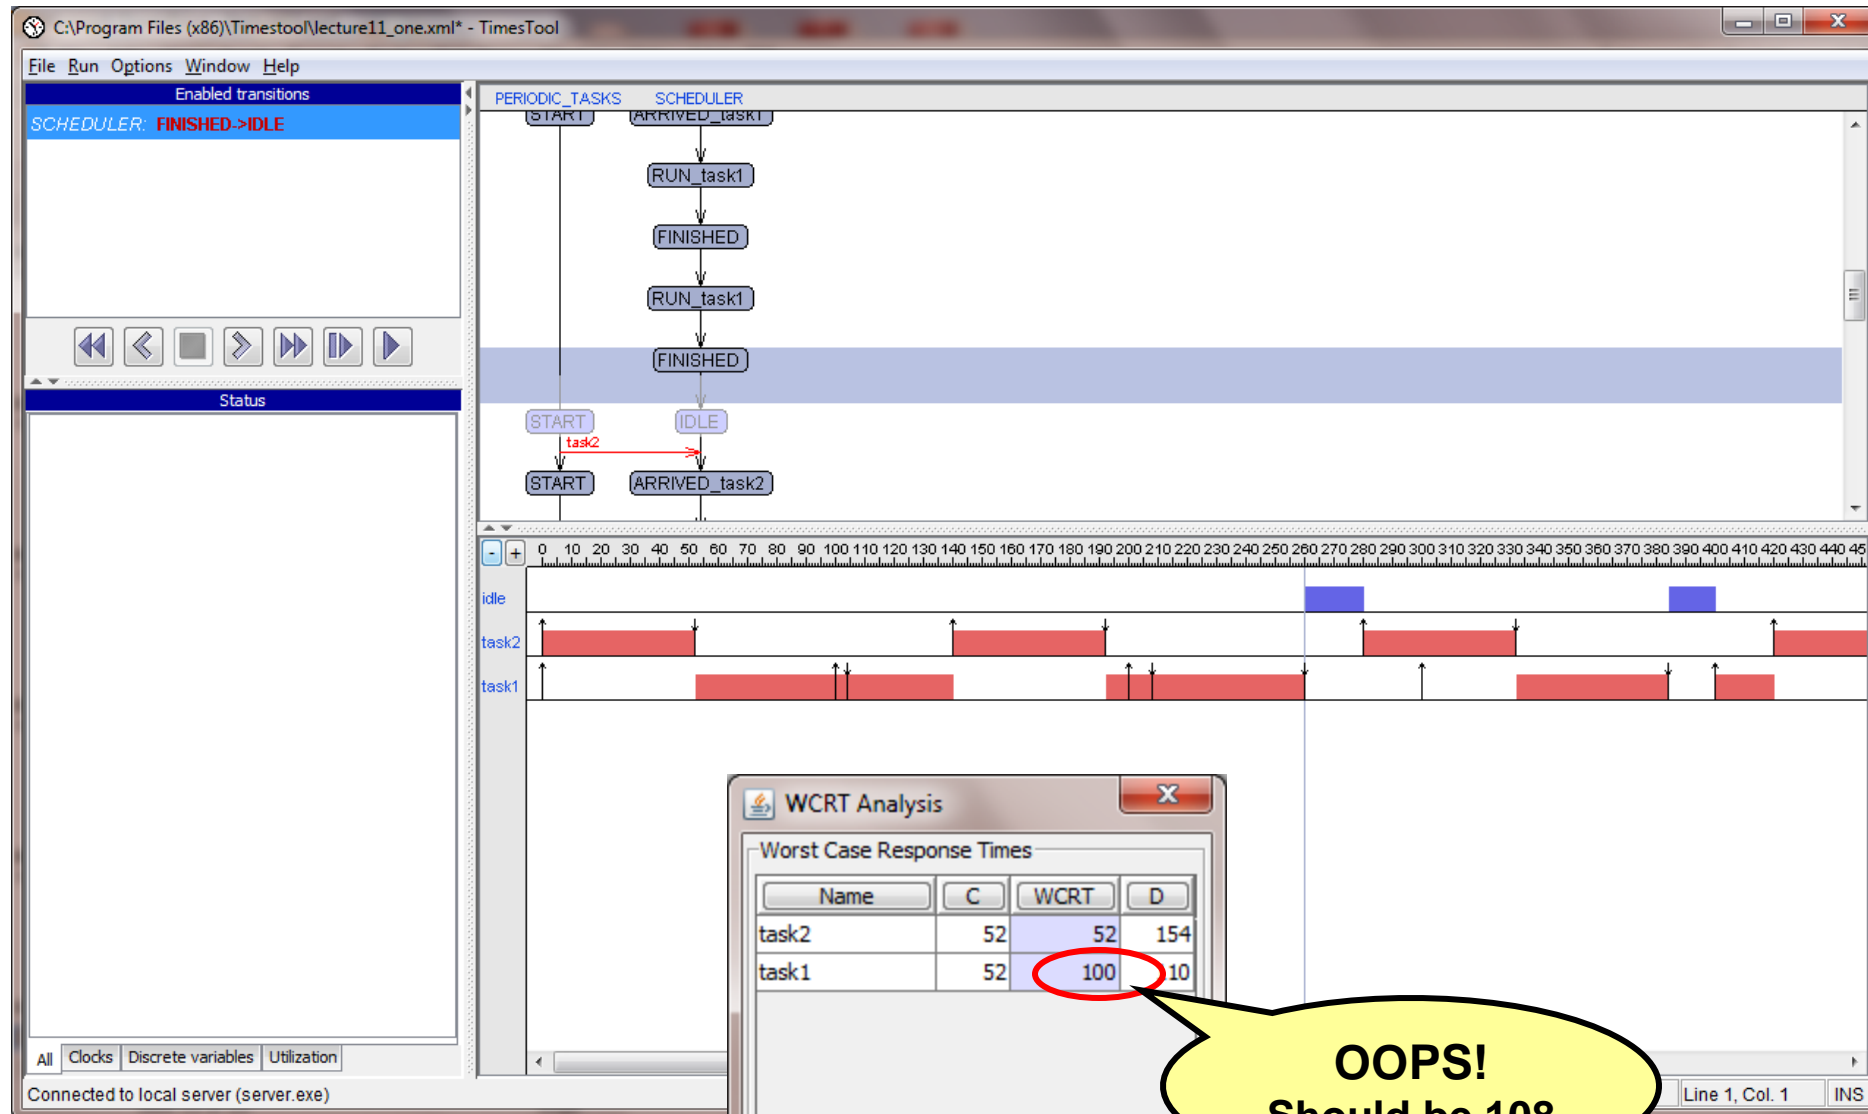 C:\Program Files (x86)\Timestool\lecture11_one.xml* - TimesTool
File Run Options Window Help
Enabled transitions
SCHEDULER: FINISHED->IDLE
Status
All Clocks Discrete variables Utilization
Connected to local server (server.exe)
PERIODIC_TASKS SCHEDULER
START ARRIVED_task1
RUN_task1
FINISHED
RUN_task1
FINISHED
START IDLE
task2
START ARRIVED_task2
- + 0 10 20 30 40 50 60 70 80 90 100 110 120 130 140 150 160 170 180 190 200 210 220 230 240 250 260 270 280 290 300 310 320 330 340 350 360 370 380 390 400 410 420 430 440 45
idle
task2
task1
WCRT Analysis
Worst Case Response Times
Name C WCRT D
task2 52 52 154
task1 52 100 10
OOPS!
Should be 108
Line 1, Col. 1 INS